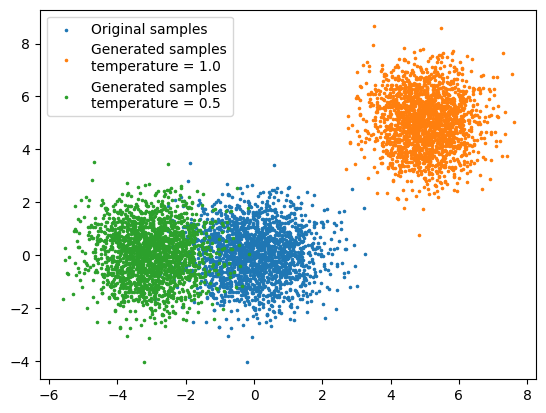 Original samples
Generated samples
temperature = 1.0
Generated samples
temperature = 0.5
8
6
4
2
0
−2
−4
−6 −4 −2 0 2 4 6 8